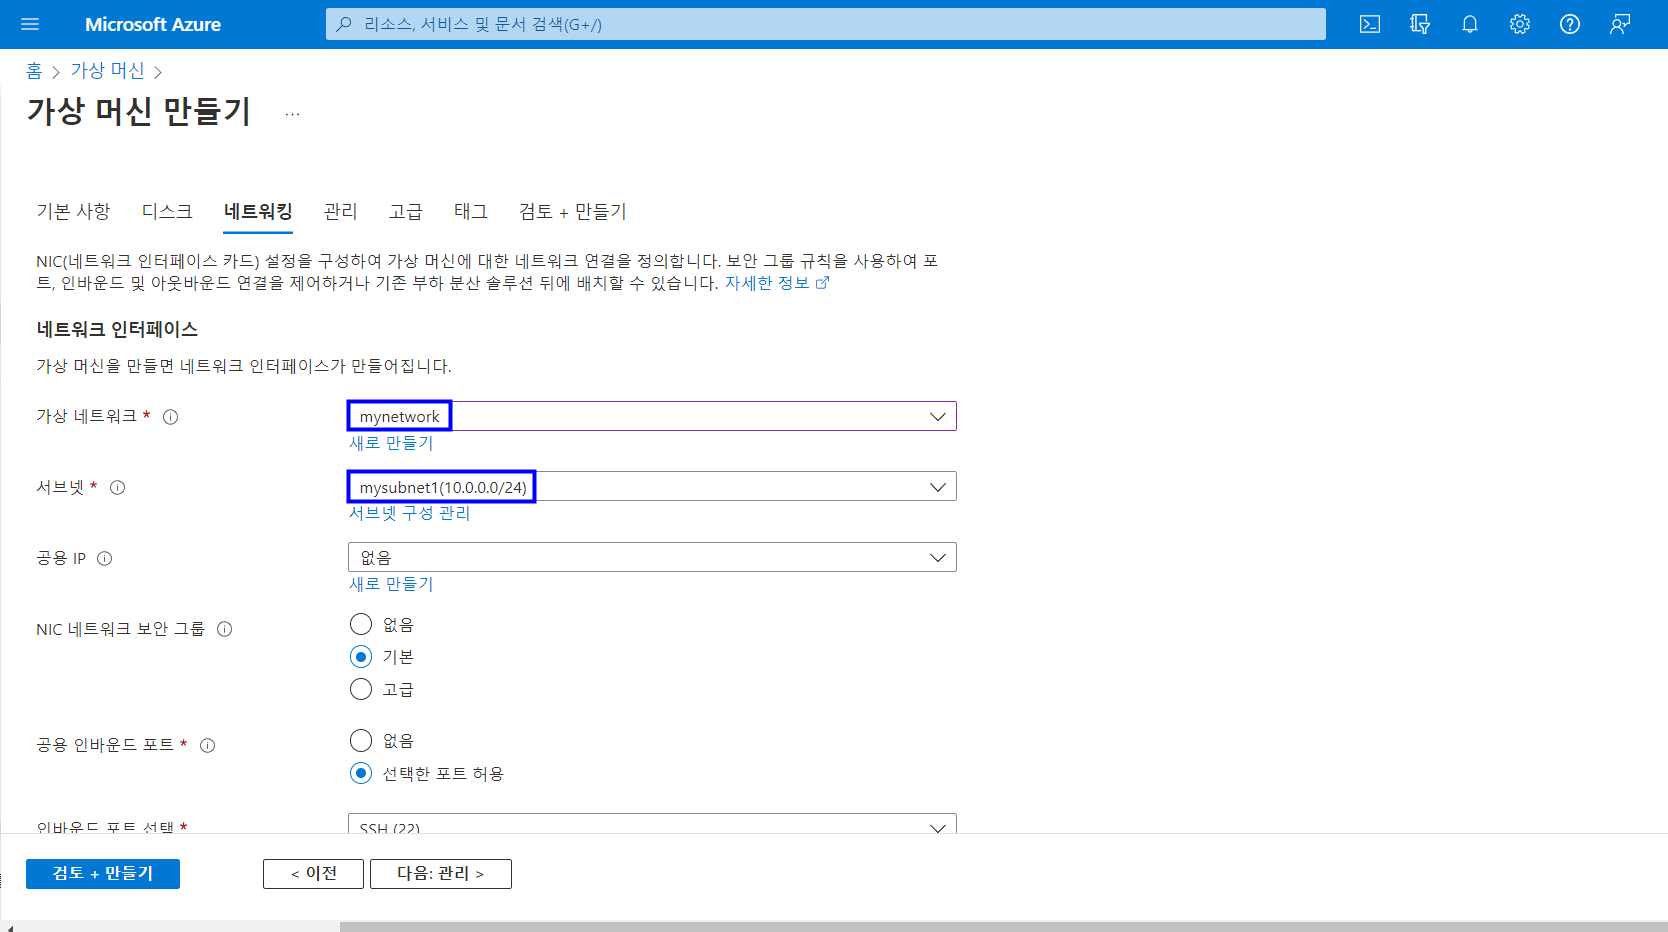 Microsoft Azure
리소스, 서비스 및 문서 검색(G+/)
홈 > 가상 머신 >
가상 머신 만들기 ...
기본 사항 디스크 네트워킹 관리 고급 태그 검토 + 만들기
NIC(네트워크 인터페이스 카드) 설정을 구성하여 가상 머신에 대한 네트워크 연결을 정의합니다. 보안 그룹 규칙을 사용하여 포
트, 인바운드 및 아웃바운드 연결을 제어하거나 기존 부하 분산 솔루션 뒤에 배치할 수 있습니다. 자세한 정보
네트워크 인터페이스
가상 머신을 만들면 네트워크 인터페이스가 만들어집니다.
가상 네트워크 * mynetwork
새로 만들기
서브넷 * mysubnet1(10.0.0.0/24)
서브넷 구성 관리
공용 IP 없음
새로 만들기
NIC 네트워크 보안 그룹 없음
기본
고급
공용 인바운드 포트 * 없음
선택한 포트 허용
인바운드 포트 선택 * SSH (22)
검토 + 만들기 < 이전 다음: 관리 >